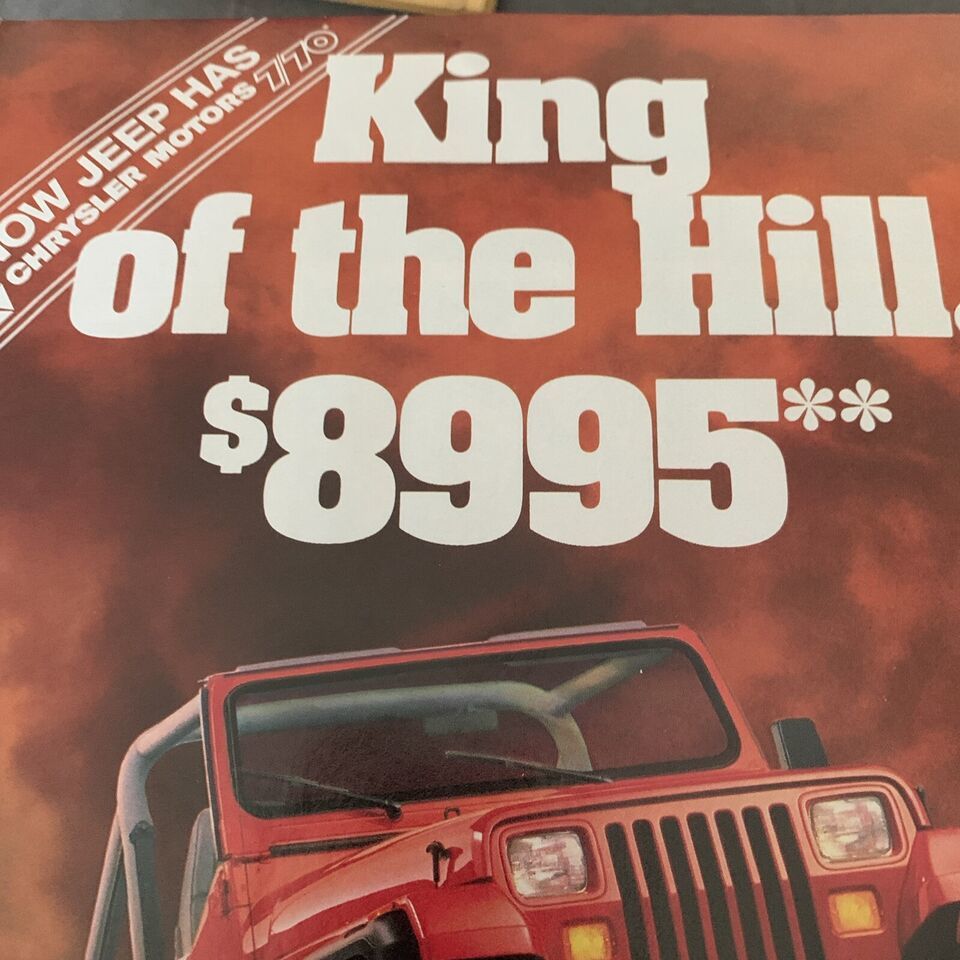 NOW JEEP HAS
CHRYSLER MOTORS 7/70
King
of the Hill.
$8995**